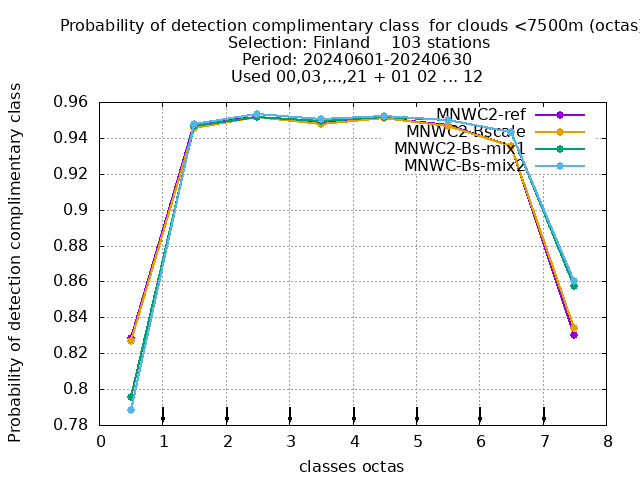 Probability of detection complimentary class  for clouds <7500m (octas)
Selection: Finland    103 stations
Period: 20240601-20240630
Used 00,03,...,21 + 01 02 ... 12
Probability of detection complimentary class
0.96
0.94
0.92
0.9
0.88
0.86
0.84
0.82
0.8
0.78
MNWC2-ref
MNWC2-Bscale
MNWC2-Bs-mix1
MNWC-Bs-mix2
0 1 2 3 4 5 6 7 8
classes octas